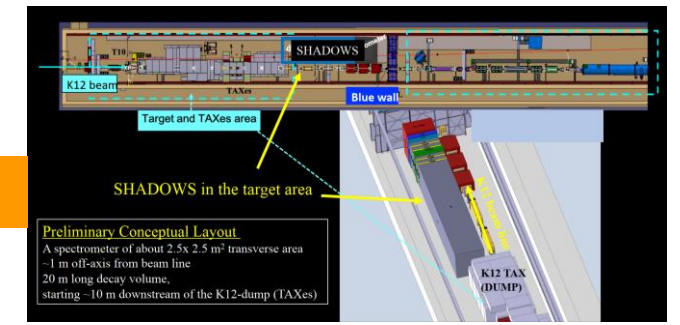 SHADOWS
T10
K12 beam
TAXes
Blue wall
Target and TAXes area
SHADOWS in the target area
K12 beam line
Preliminary Conceptual Layout
A spectrometer of about 2.5x 2.5 m² transverse area
~1 m off-axis from beam line
20 m long decay volume,
starting ~10 m downstream of the K12-dump (TAXes)
K12 TAX
(DUMP)